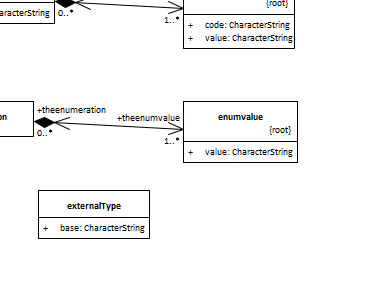 {root}
aracterString
0..*
1..*
+ code: CharacterString
+ value: CharacterString
on
+theenumeration
0..*
+theenumvalue
1..*
enumvalue
{root}
+ value: CharacterString
externalType
+ base: CharacterString